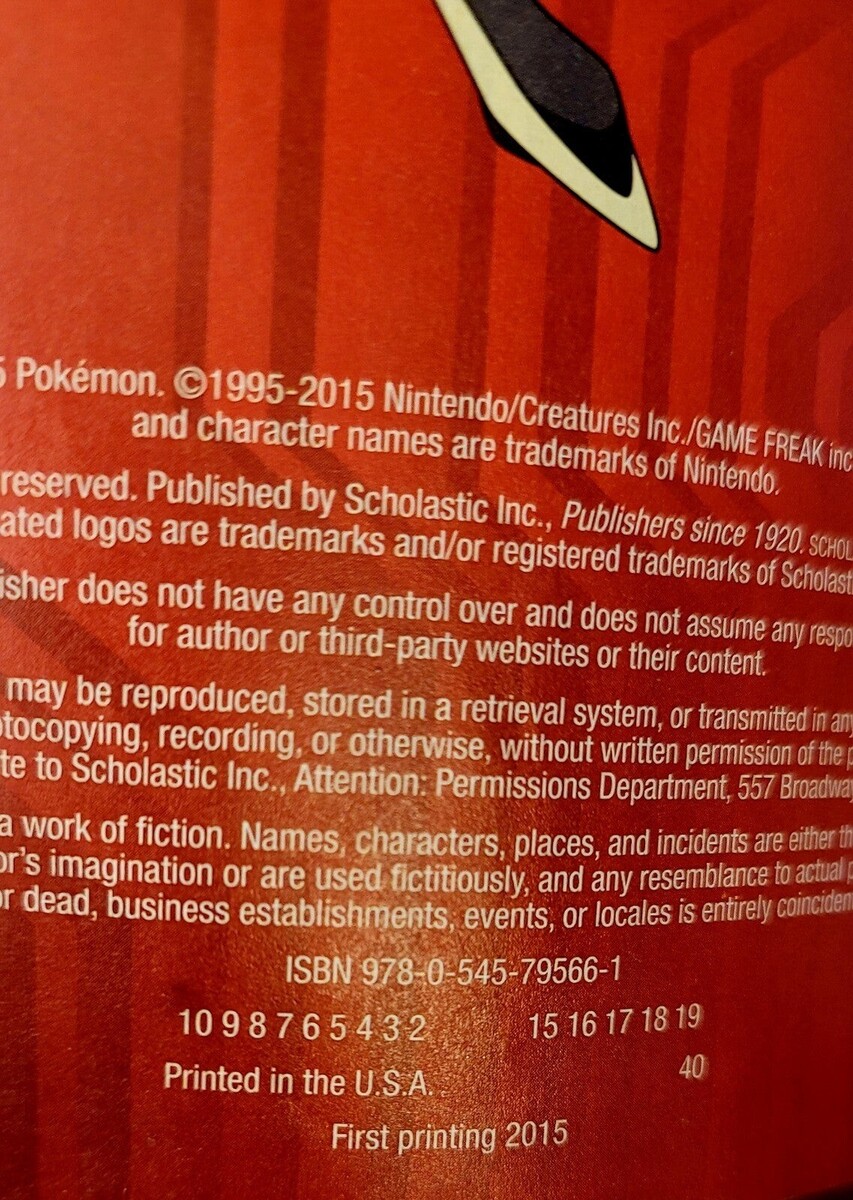 5 Pokémon. ©1995-2015 Nintendo/Creatures Inc./GAME FREAK inc
and character names are trademarks of Nintendo.
reserved. Published by Scholastic Inc., Publishers since 1920. SCHOL
ated logos are trademarks and/or registered trademarks of Scholast
isher does not have any control over and does not assume any respo
for author or third-party websites or their content.
may be reproduced, stored in a retrieval system, or transmitted in any
otocopying, recording, or otherwise, without written permission of the p
te to Scholastic Inc., Attention: Permissions Department, 557 Broadway
a work of fiction. Names, characters, places, and incidents are either th
or's imagination or are used fictitiously, and any resemblance to actual p
or dead, business establishments, events, or locales is entirely coinciden
ISBN 978-0-545-79566-1
10 9 8 7 6 5 4 3 2 15 16 17 18 19
Printed in the U.S.A. 40
First printing 2015